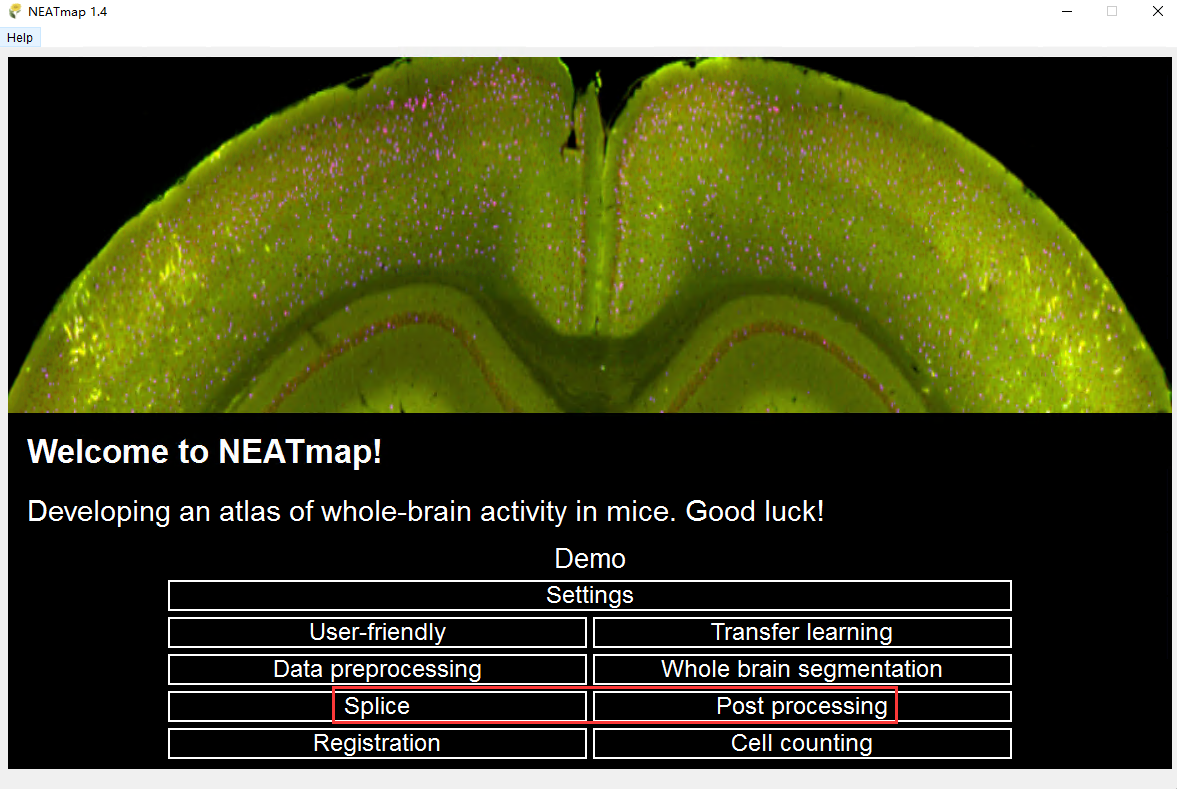 NEATmap 1.4
Help
Welcome to NEATmap!
Developing an atlas of whole-brain activity in mice. Good luck!
Demo
Settings
User-friendly
Transfer learning
Data preprocessing
Whole brain segmentation
Splice
Post processing
Registration
Cell counting